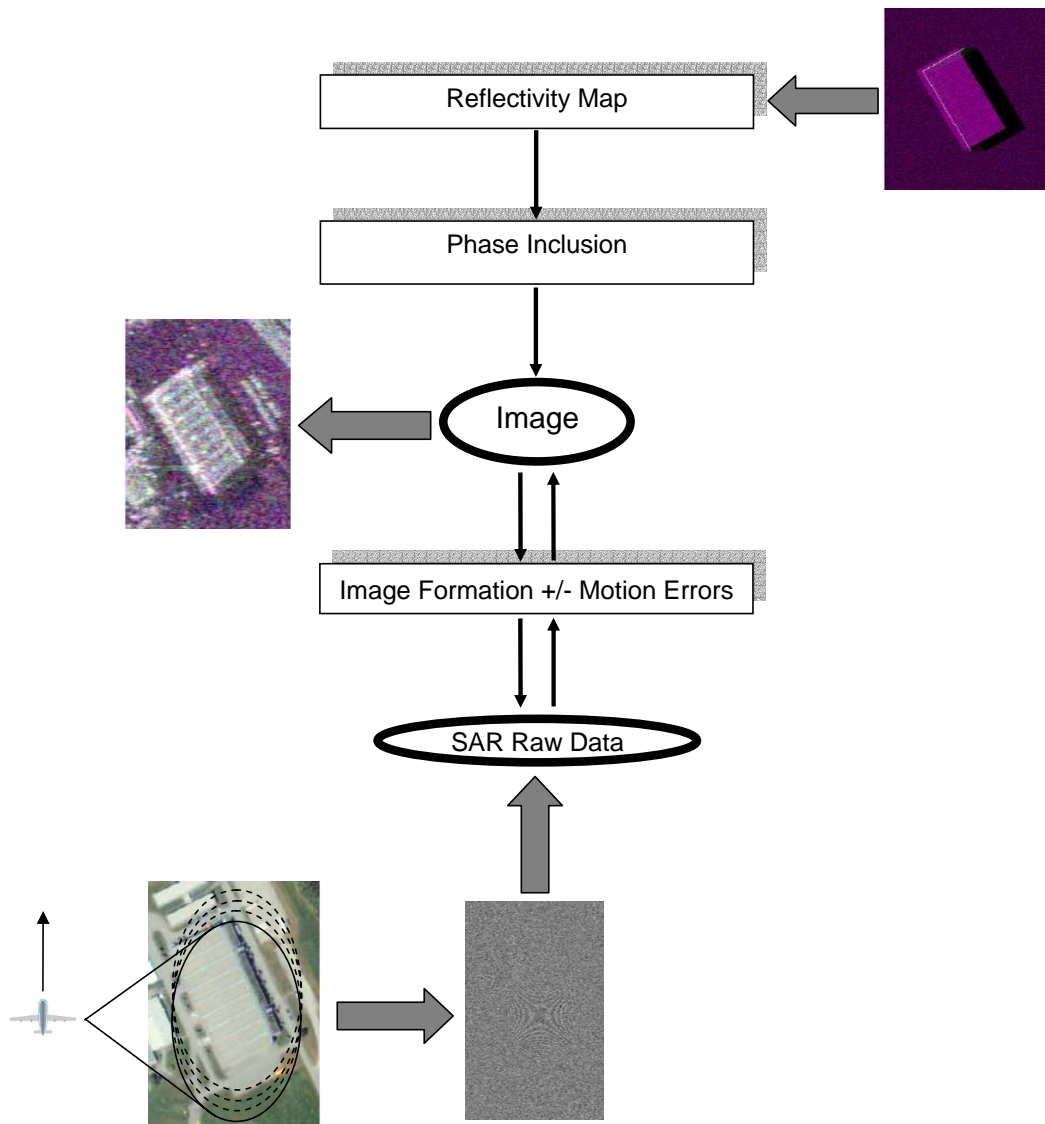 Reflectivity Map
Phase Inclusion
Image
Image Formation +/- Motion Errors
SAR Raw Data